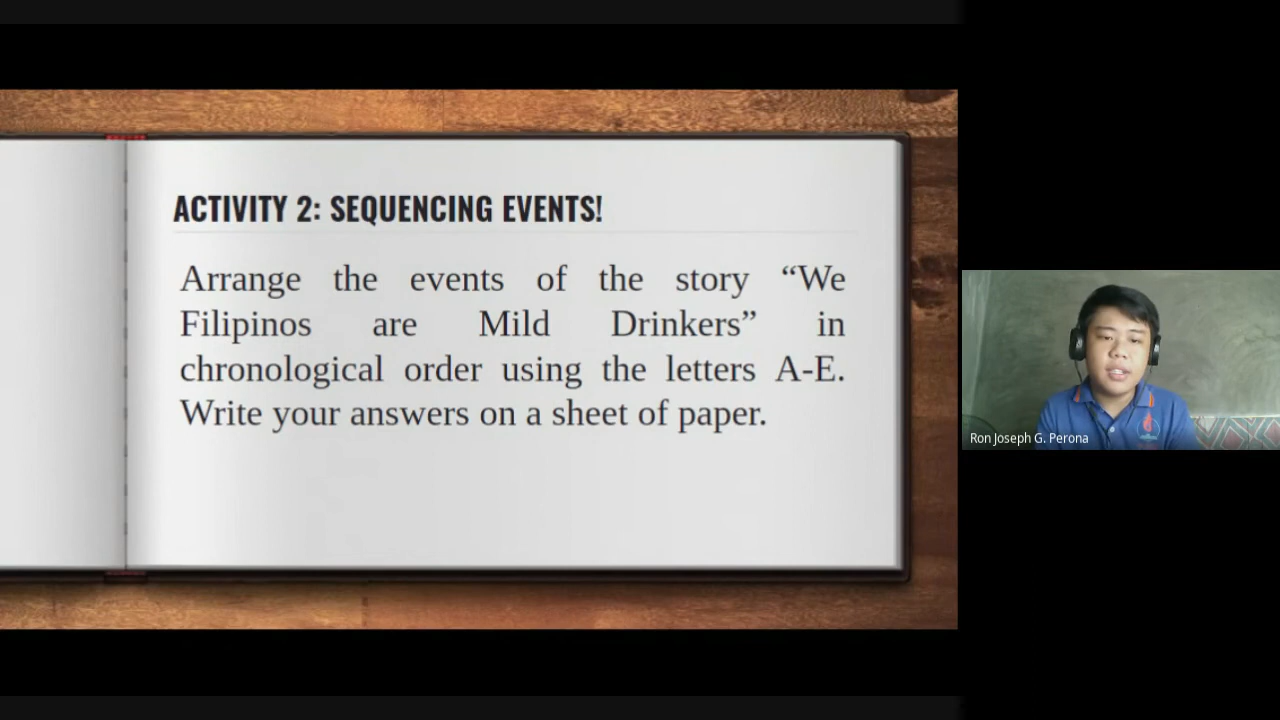 ACTIVITY 2: SEQUENCING EVENTS!
Arrange the events of the story “We
Filipinos are Mild Drinkers” in
chronological order using the letters A-E.
Write your answers on a sheet of paper.
Ron Joseph G. Perona